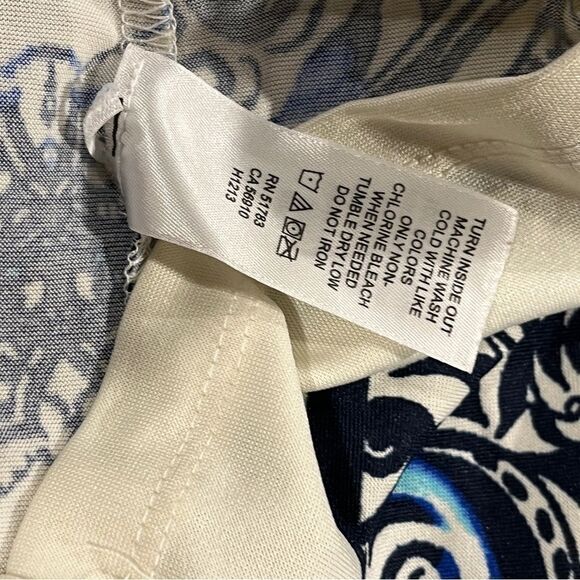 TURN INSIDE OUT
MACHINE WASH
COLD WITH LIKE
COLORS
ONLY NON-
CHLORINE BLEACH
WHEN NEEDED
TUMBLE DRY LOW
DO NOT IRON
RN 51783
CA 56910
H1213